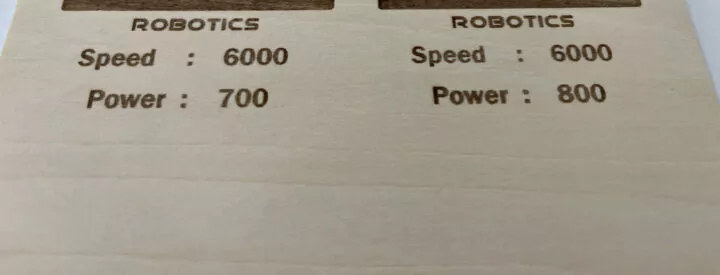 ROBOTICS
Speed : 6000
Power : 700
ROBOTICS
Speed : 6000
Power : 800